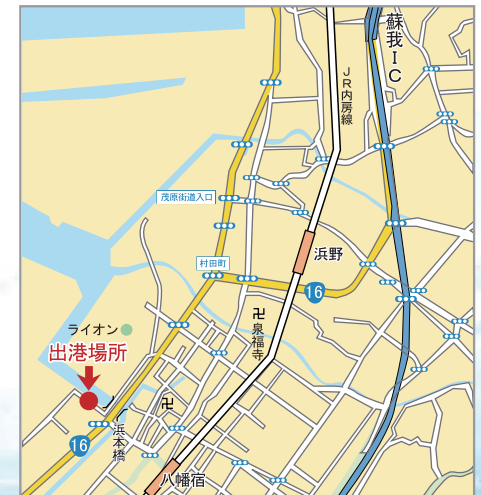 蘇我IC
JR内房線
茂原街道入口
浜野
村田町
16
卍
泉福寺
ライオン
出港場所
卍
浜本橋
16
八幡宿